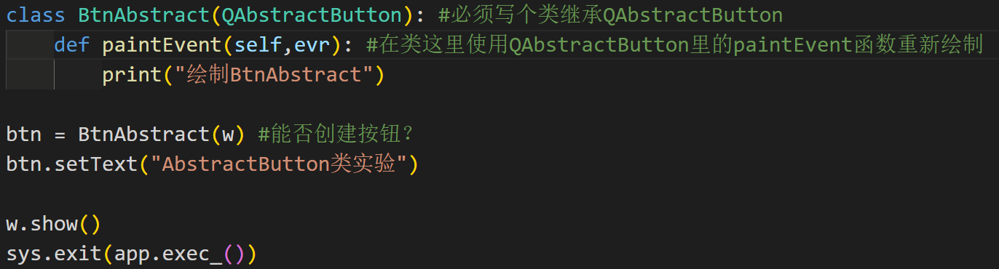 class BtnAbstract(QAbstractButton): #必须写个类继承QAbstractButton
    def paintEvent(self,evr): #在类这里使用QAbstractButton里的paintEvent函数重新绘制
        print("绘制BtnAbstract")
btn = BtnAbstract(w) #能否创建按钮？
btn.setText("AbstractButton类实验")
w.show()
sys.exit(app.exec_())